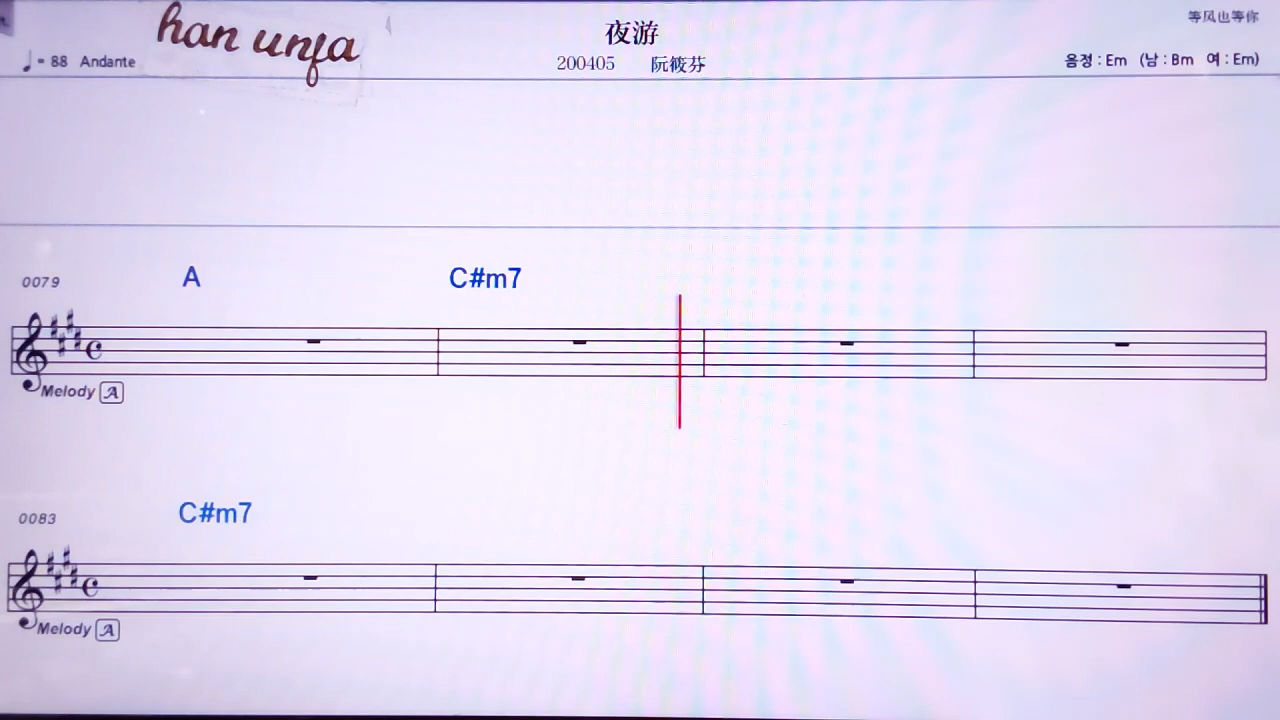 han unfa
夜游
等风也等你
♩ = 88 Andante
200405 阮筱芬
음정 : Em (남 : Bm 여 : Em)
0079
A C#m7
Melody A
0083
C#m7
Melody A